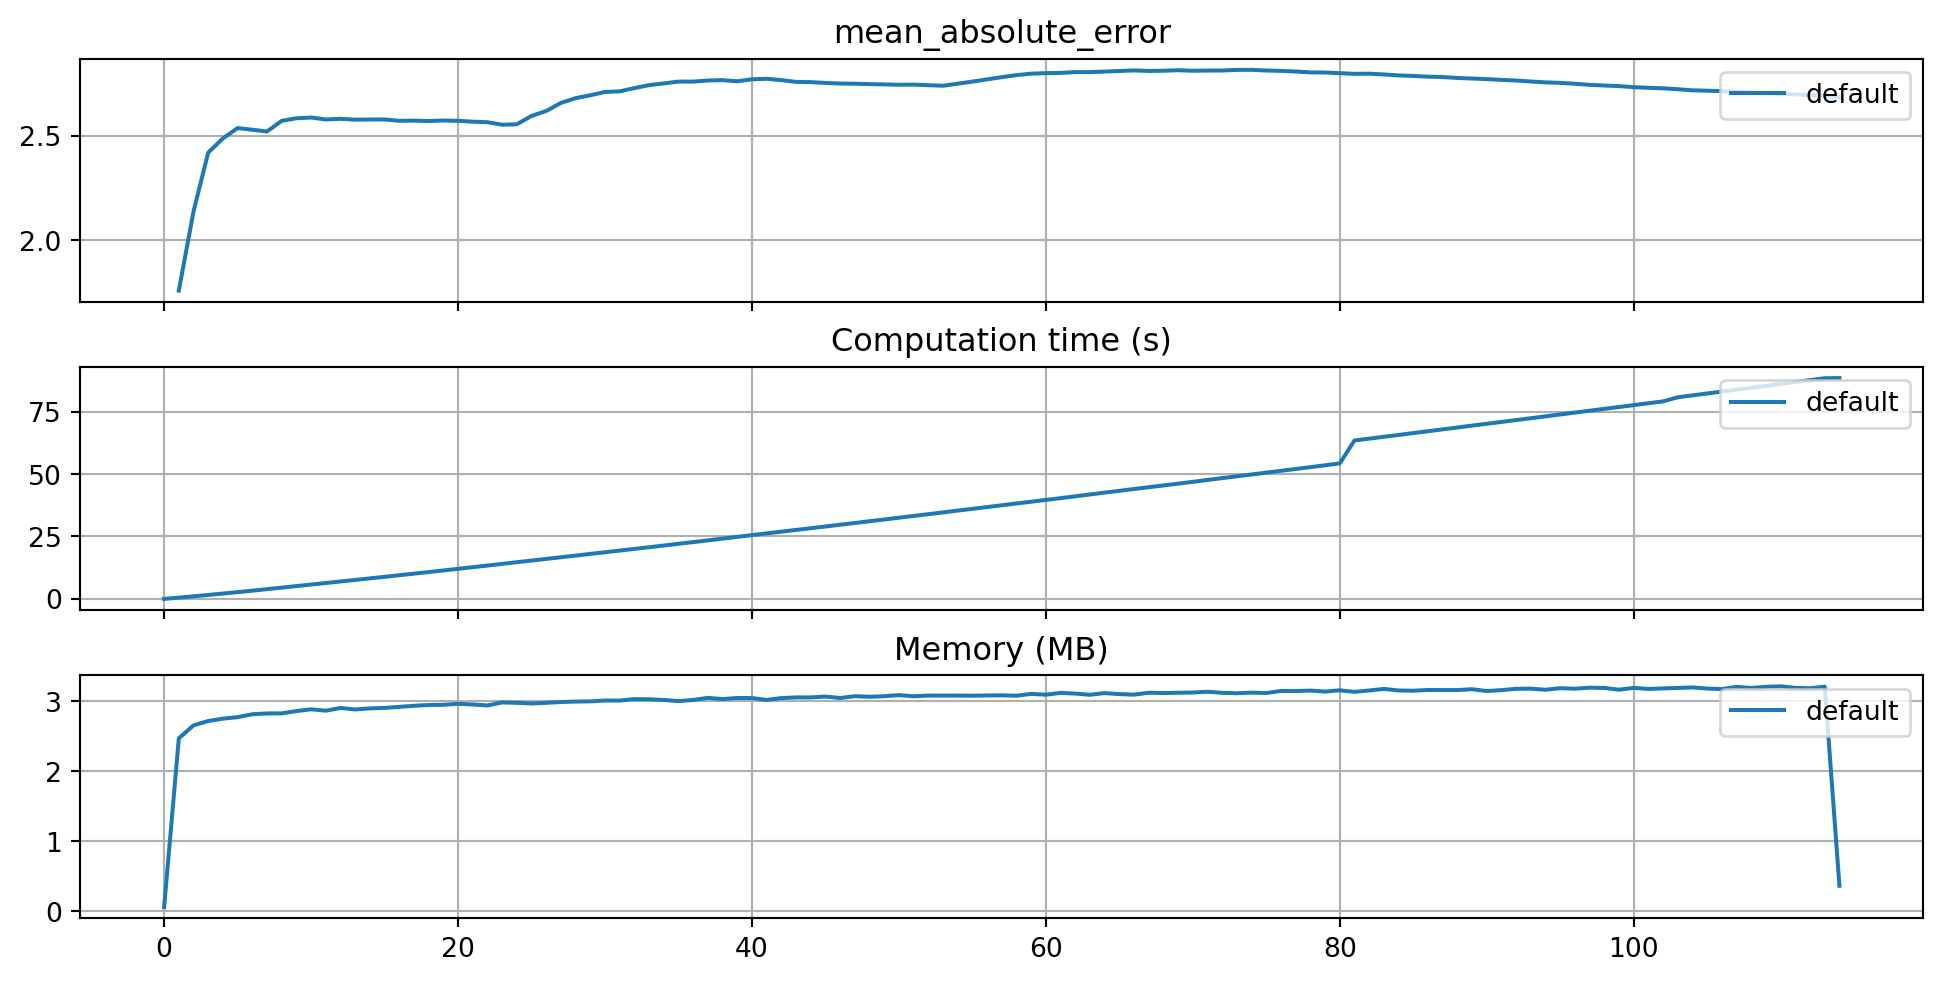 mean_absolute_error
default
2.5
2.0
Computation time (s)
default
75
50
25
0
Memory (MB)
default
3
2
1
0
0 20 40 60 80 100